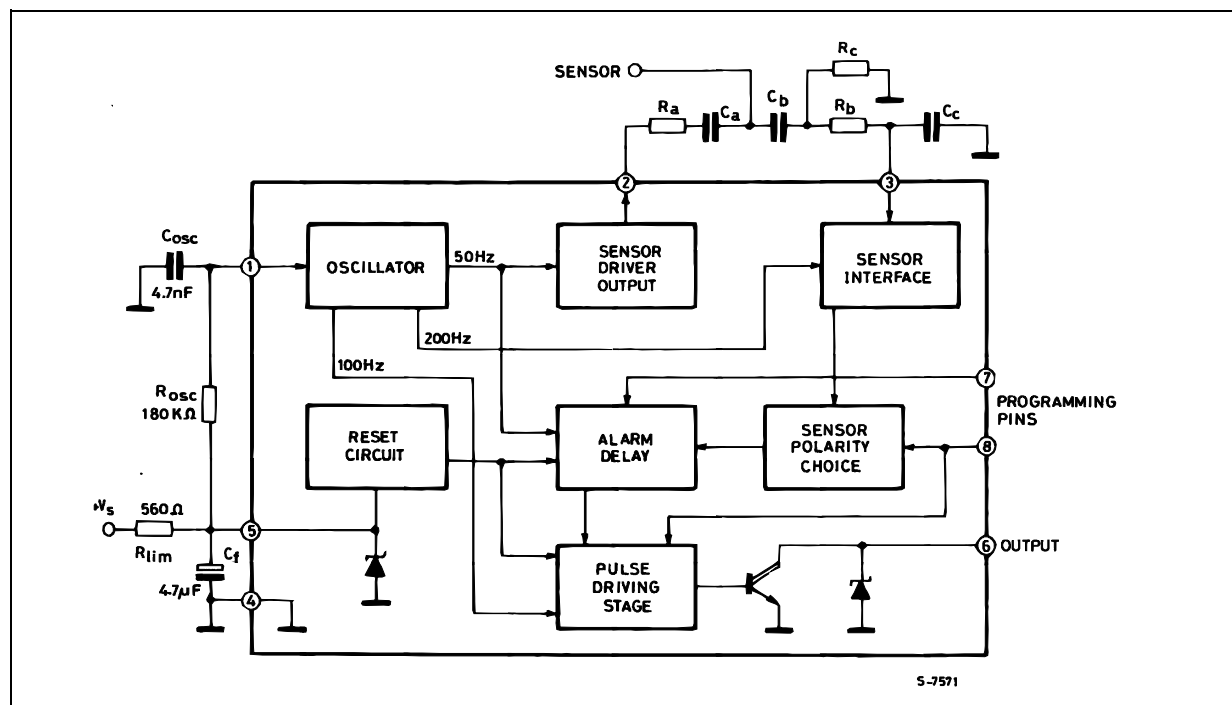 SENSOR
Rc
Ra
Ca
Cb
Rb
Cc
2
3
Cosc
4.7nF
1
OSCILLATOR
50Hz
SENSOR
DRIVER
OUTPUT
SENSOR
INTERFACE
200Hz
100Hz
7
PROGRAMMING
PINS
Rosc
180KΩ
RESET
CIRCUIT
ALARM
DELAY
SENSOR
POLARITY
CHOICE
8
+Vs
560Ω
Rlim
5
Cf
4.7µF
4
PULSE
DRIVING
STAGE
6
OUTPUT
S-7571